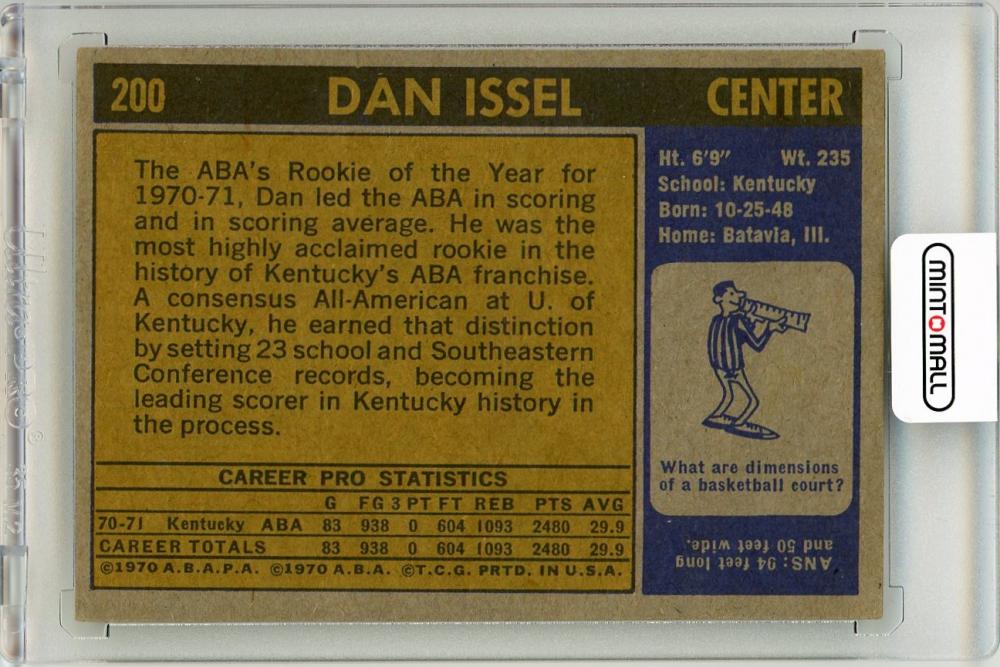 200 DAN ISSEL CENTER
The ABA's Rookie of the Year for
1970-71, Dan led the ABA in scoring
and in scoring average. He was the
most highly acclaimed rookie in the
history of Kentucky's ABA franchise.
A consensus All-American at U. of
Kentucky, he earned that distinction
by setting 23 school and Southeastern
Conference records, becoming the
leading scorer in Kentucky history in
the process.
CAREER PRO STATISTICS
G FG 3 PT FT REB PTS AVG
70-71 Kentucky ABA 83 938 0 604 1093 2480 29.9
CAREER TOTALS 83 938 0 604 1093 2480 29.9
©1970 A.B.A.P.A. ©1970 A.B.A. ©T.C.G. PRTD. IN U.S.A.
Ht. 6'9" Wt. 235
School: Kentucky
Born: 10-25-48
Home: Batavia, Ill.
What are dimensions
of a basketball court?
ANS: 94 feet long
and 50 feet wide.
MINT MALL